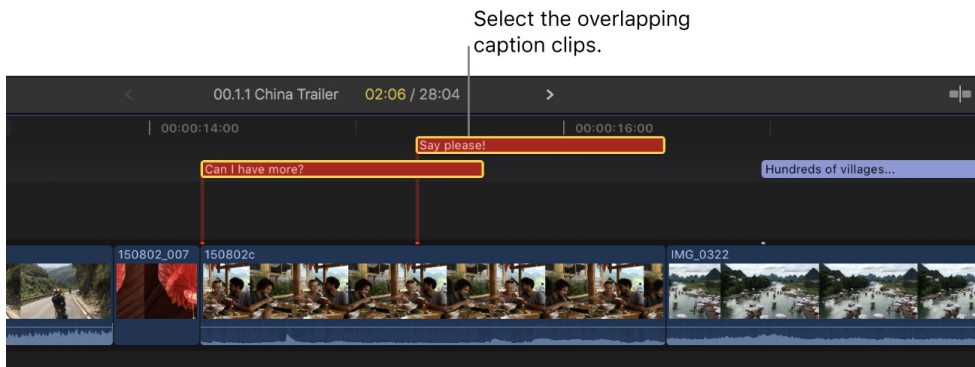 Select the overlapping
caption clips.
00.1.1 China Trailer 02:06 / 28:04
00:00:14:00 00:00:16:00
Say please!
Can I have more? Hundreds of villages...
150802_007 150802c IMG_0322